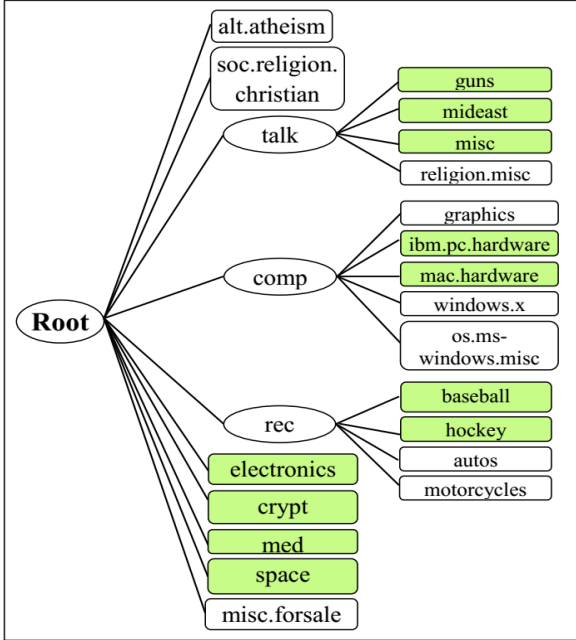 alt.atheism
soc.religion.
christian
talk
guns
mideast
misc
religion.misc
comp
graphics
ibm.pc.hardware
mac.hardware
windows.x
os.ms-
windows.misc
Root
rec
baseball
hockey
autos
motorcycles
electronics
crypt
med
space
misc.forsale